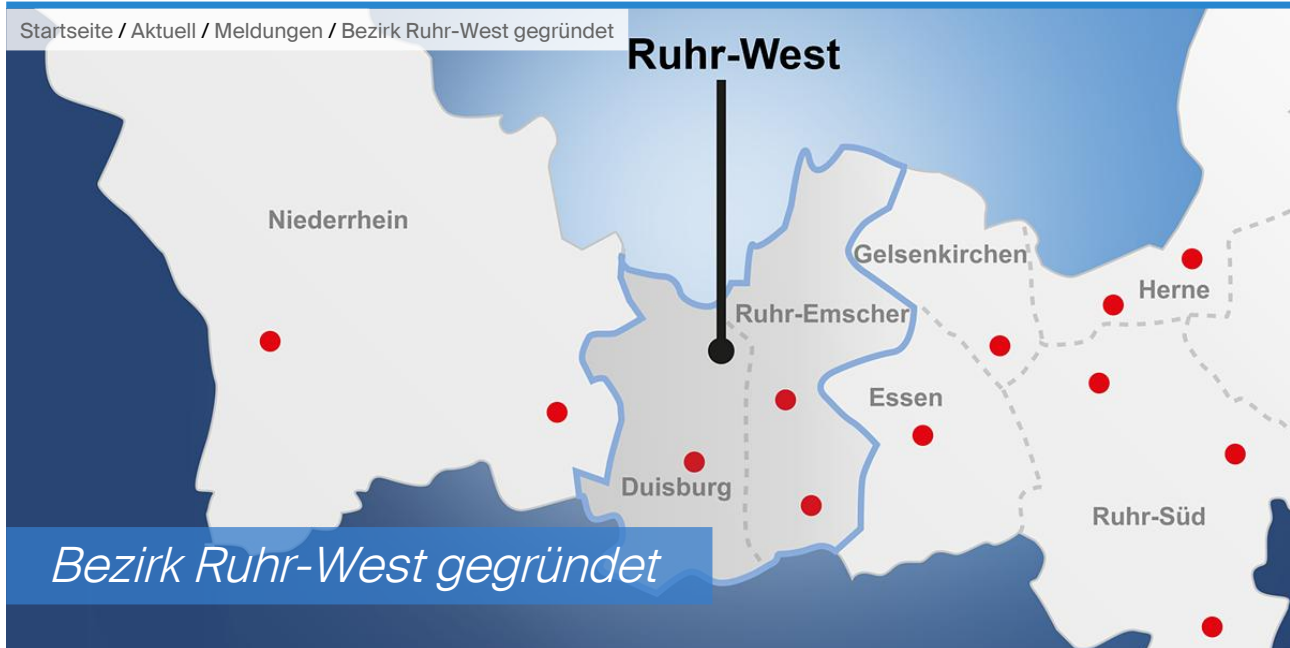 Startseite / Aktuell / Meldungen / Bezirk Ruhr-West gegründet
Ruhr-West
Niederrhein
Gelsenkirchen
Herne
Ruhr-Emscher
Essen
Duisburg
Ruhr-Süd
Bezirk Ruhr-West gegründet